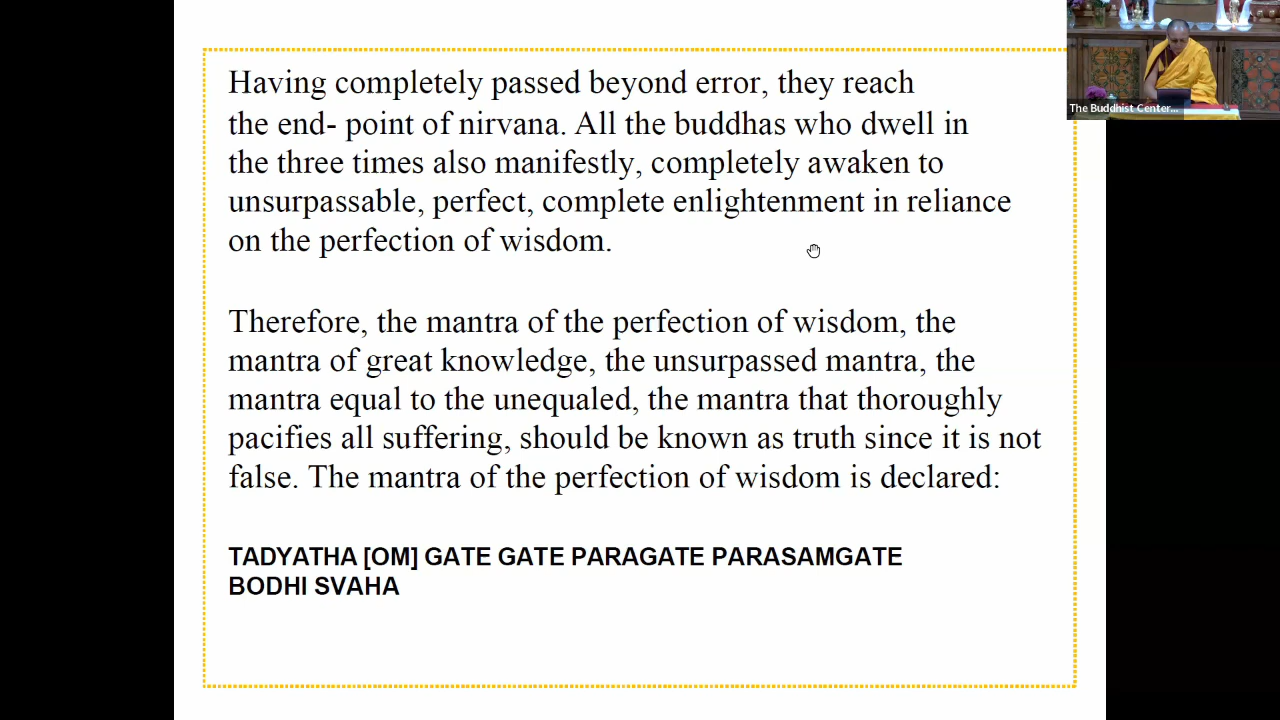 Having completely passed beyond error, they reach
the end- point of nirvana. All the buddhas who dwell in
the three times also manifestly, completely awaken to
unsurpassable, perfect, complete enlightenment in reliance
on the perfection of wisdom.
Therefore, the mantra of the perfection of wisdom, the
mantra of great knowledge, the unsurpassed mantra, the
mantra equal to the unequaled, the mantra that thoroughly
pacifies all suffering, should be known as truth since it is not
false. The mantra of the perfection of wisdom is declared:
TADYATHA [OM] GATE GATE PARAGATE PARASAMGATE
BODHI SVAHA
The Buddhist Center...